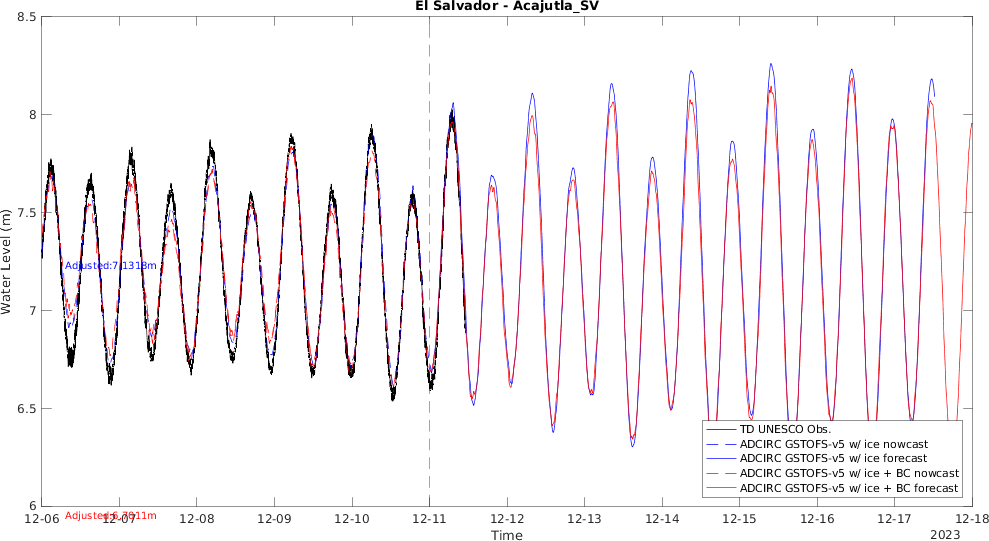 El Salvador - Acajutla_SV
8.5
8
7.5
7
6.5
6
Water Level (m)
Adjusted:7.1318m
TD UNESCO Obs.
ADCIRC GSTOFS-v5 w/ ice nowcast
ADCIRC GSTOFS-v5 w/ ice forecast
ADCIRC GSTOFS-v5 w/ ice + BC nowcast
ADCIRC GSTOFS-v5 w/ ice + BC forecast
12-06 12-07 12-08 12-09 12-10 12-11 12-12 12-13 12-14 12-15 12-16 12-17 12-18
Time
2023